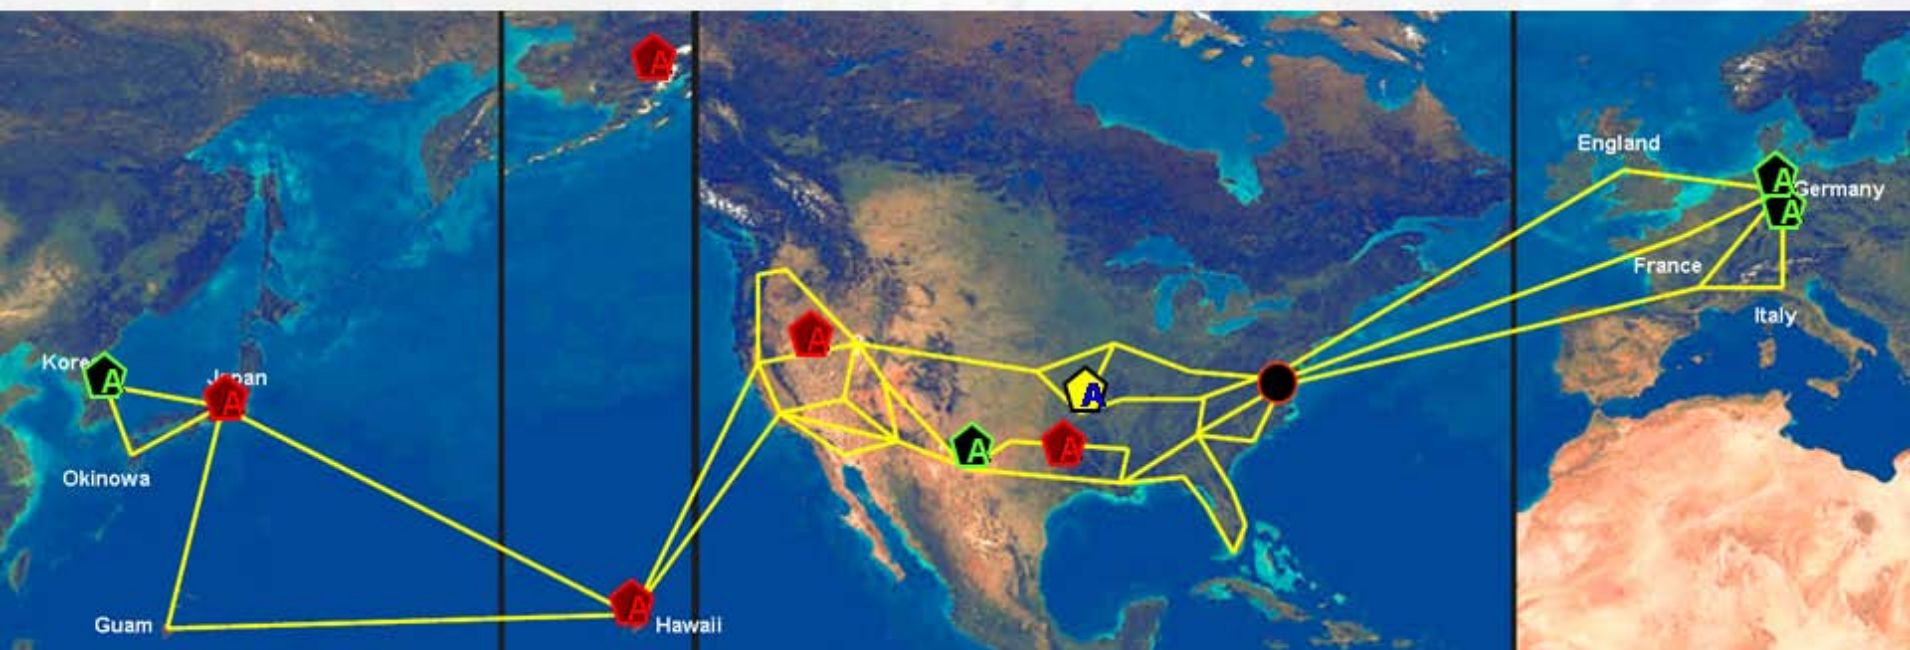 A
England
A
Germany
A
France
Italy
A
Kore
A
Japan
A
A
A
A
Okinowa
Guam
A
Hawaii